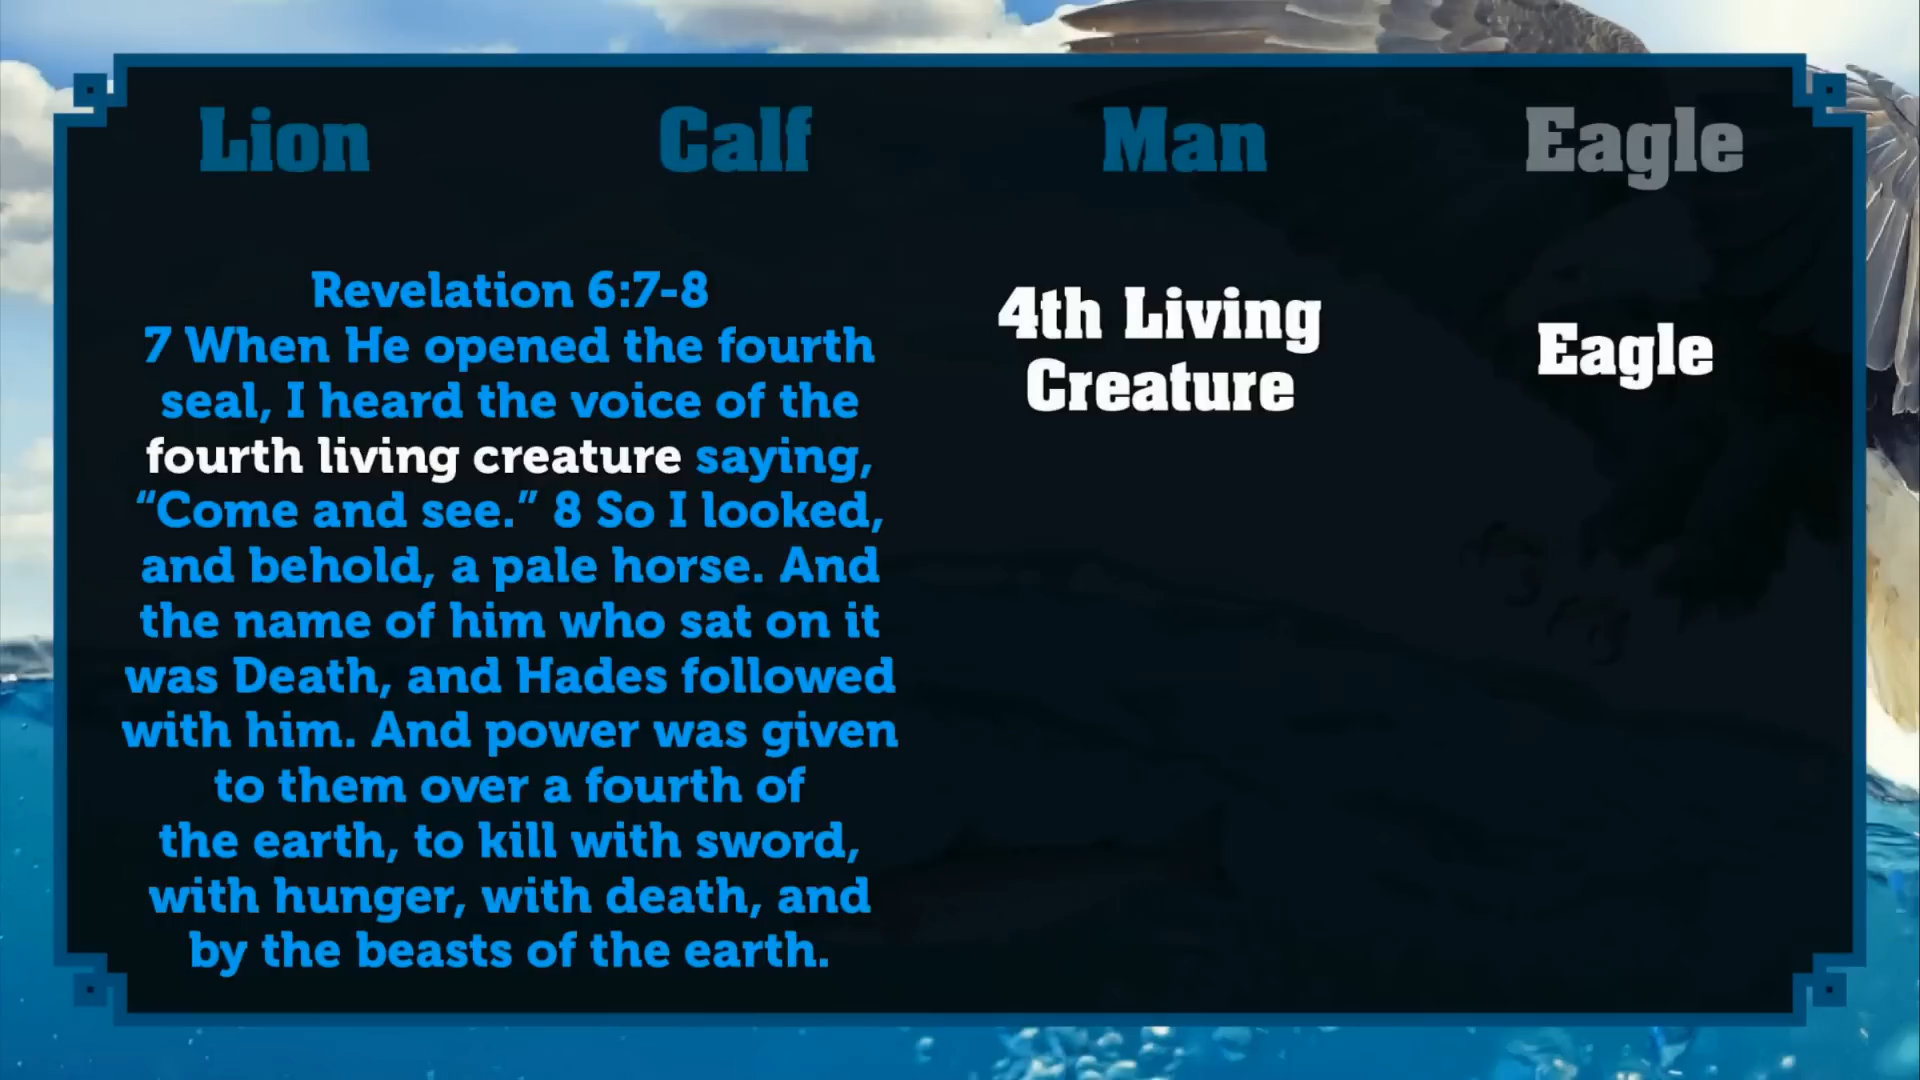 Lion Calf Man Eagle
Revelation 6:7-8
7 When He opened the fourth
seal, I heard the voice of the
fourth living creature saying,
“Come and see.” 8 So I looked,
and behold, a pale horse. And
the name of him who sat on it
was Death, and Hades followed
with him. And power was given
to them over a fourth of
the earth, to kill with sword,
with hunger, with death, and
by the beasts of the earth.
4th Living
Creature
Eagle